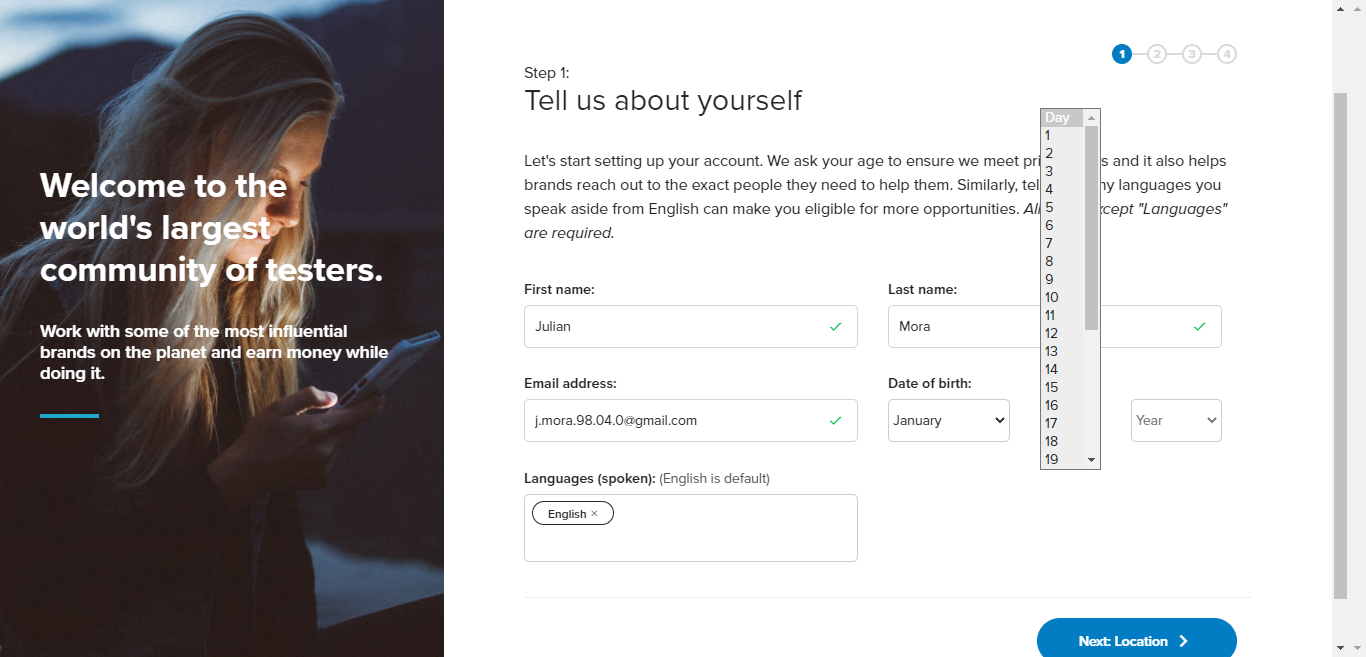 Welcome to the
world's largest
community of testers.
Work with some of the most influential
brands on the planet and earn money while
doing it.
1 2 3 4
Step 1:
Tell us about yourself
Let's start setting up your account. We ask your age to ensure we meet pri s and it also helps
brands reach out to the exact people they need to help them. Similarly, tel ny languages you
speak aside from English can make you eligible for more opportunities. Al cept "Languages"
are required.
First name:
Julian
Last name:
Mora
Email address:
j.mora.98.04.0@gmail.com
Date of birth:
January
Day
1
2
3
4
5
6
7
8
9
10
11
12
13
14
15
16
17
18
19
Year
Languages (spoken): (English is default)
English ×
Next: Location